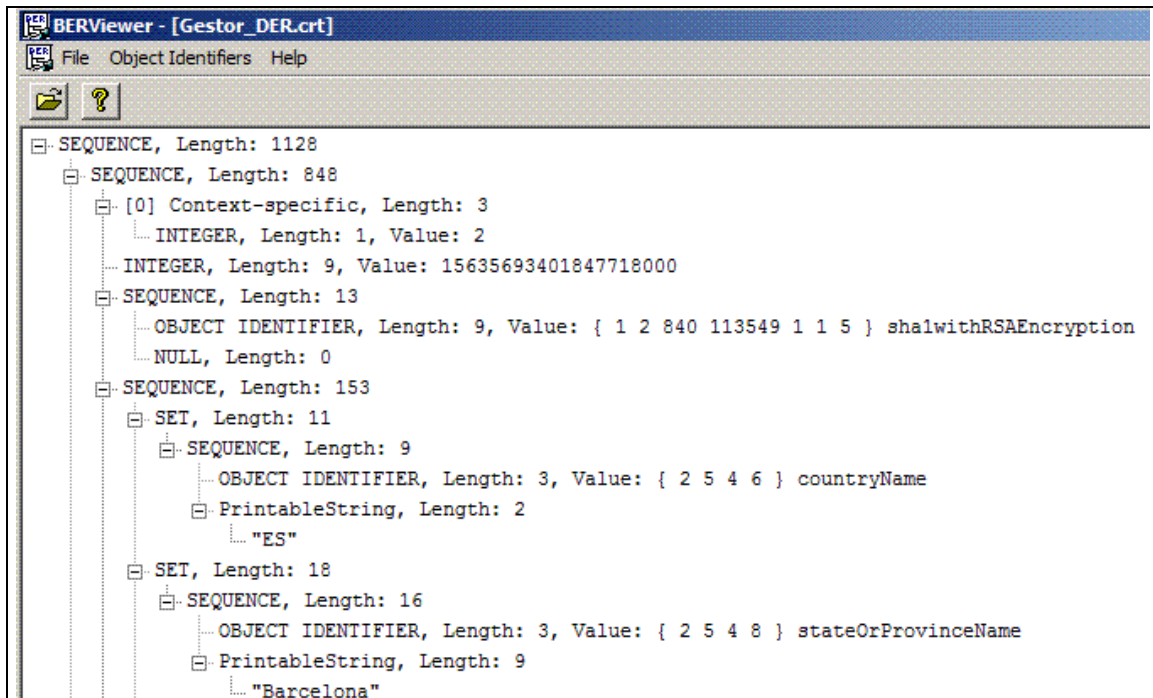 BERViewer - [Gestor_DER.crt]
File Object Identifiers Help
SEQUENCE, Length: 1128
SEQUENCE, Length: 848
[0] Context-specific, Length: 3
INTEGER, Length: 1, Value: 2
INTEGER, Length: 9, Value: 15635693401847718000
SEQUENCE, Length: 13
OBJECT IDENTIFIER, Length: 9, Value: { 1 2 840 113549 1 1 5 } sha1withRSAEncryption
NULL, Length: 0
SEQUENCE, Length: 153
SET, Length: 11
SEQUENCE, Length: 9
OBJECT IDENTIFIER, Length: 3, Value: { 2 5 4 6 } countryName
PrintableString, Length: 2
"ES"
SET, Length: 18
SEQUENCE, Length: 16
OBJECT IDENTIFIER, Length: 3, Value: { 2 5 4 8 } stateOrProvinceName
PrintableString, Length: 9
"Barcelona"